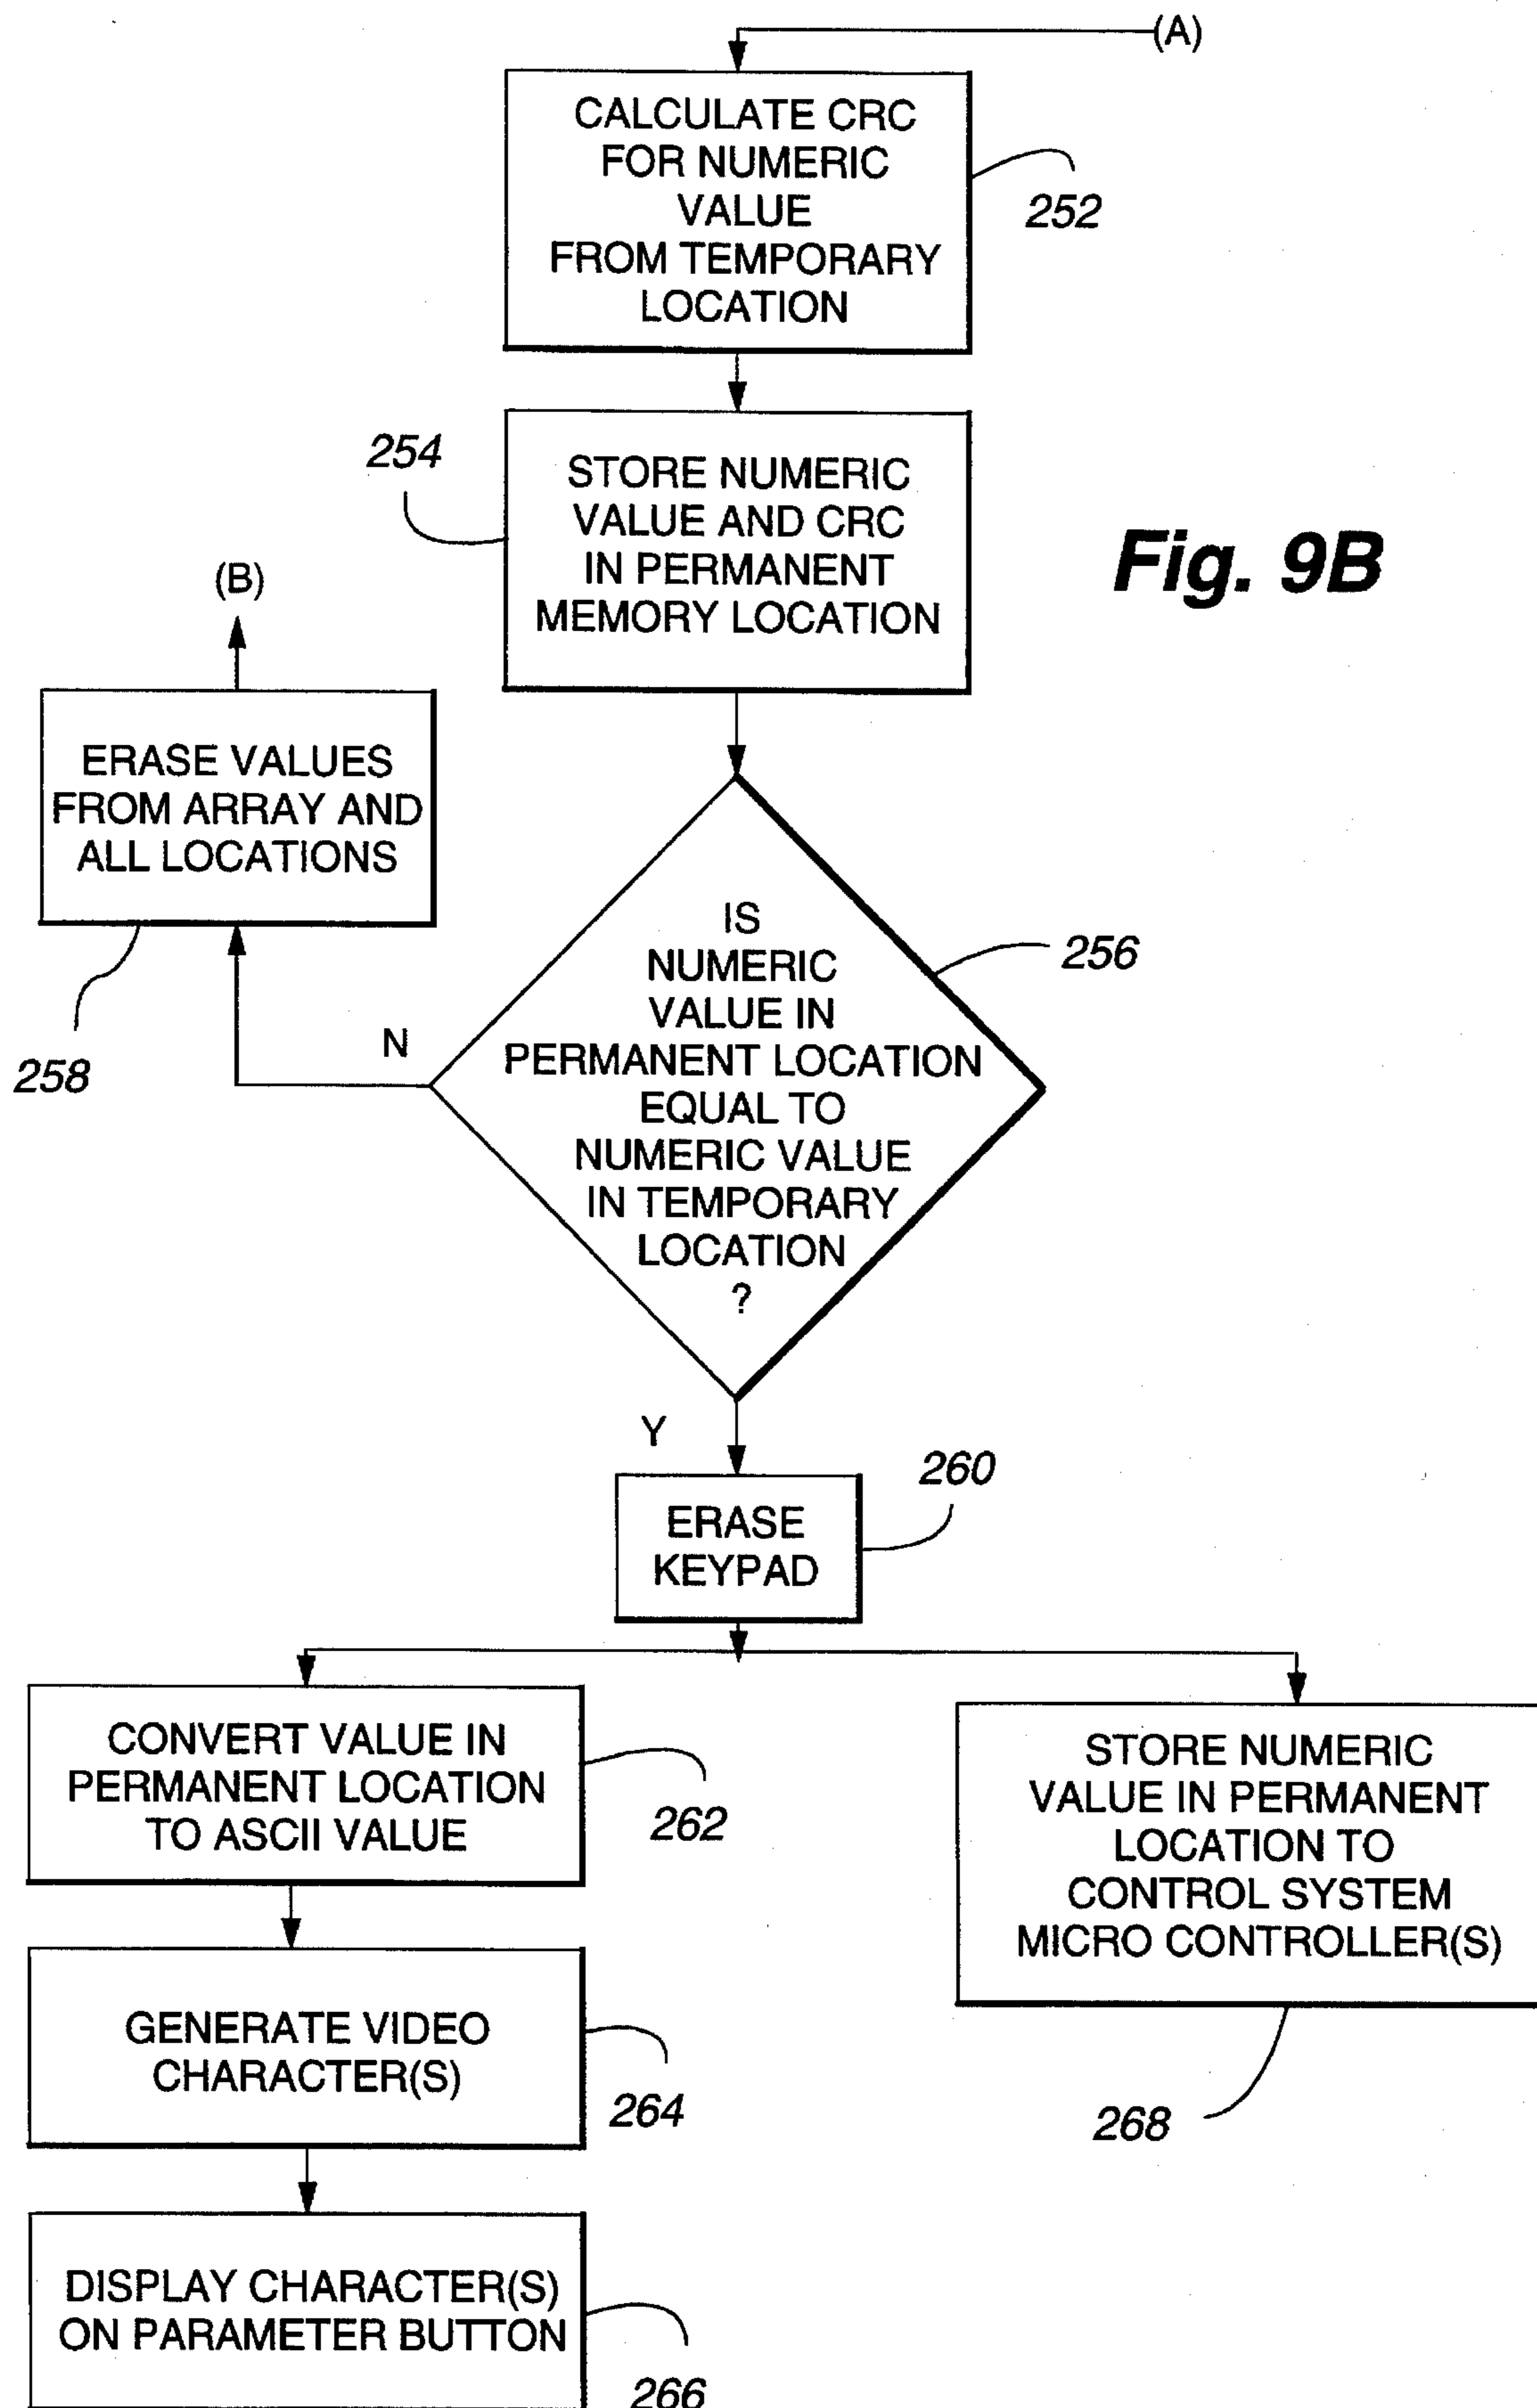 (A)
CALCULATE CRC
FOR NUMERIC
VALUE
FROM TEMPORARY
LOCATION
252
254
STORE NUMERIC
VALUE AND CRC
IN PERMANENT
MEMORY LOCATION
Fig. 9B
(B)
ERASE VALUES
FROM ARRAY AND
ALL LOCATIONS
258
N
IS
NUMERIC
VALUE IN
PERMANENT LOCATION
EQUAL TO
NUMERIC VALUE
IN TEMPORARY
LOCATION
?
256
Y
ERASE
KEYPAD
260
CONVERT VALUE IN
PERMANENT LOCATION
TO ASCII VALUE
262
STORE NUMERIC
VALUE IN PERMANENT
LOCATION TO
CONTROL SYSTEM
MICRO CONTROLLER(S)
268
GENERATE VIDEO
CHARACTER(S)
264
DISPLAY CHARACTER(S)
ON PARAMETER BUTTON
266